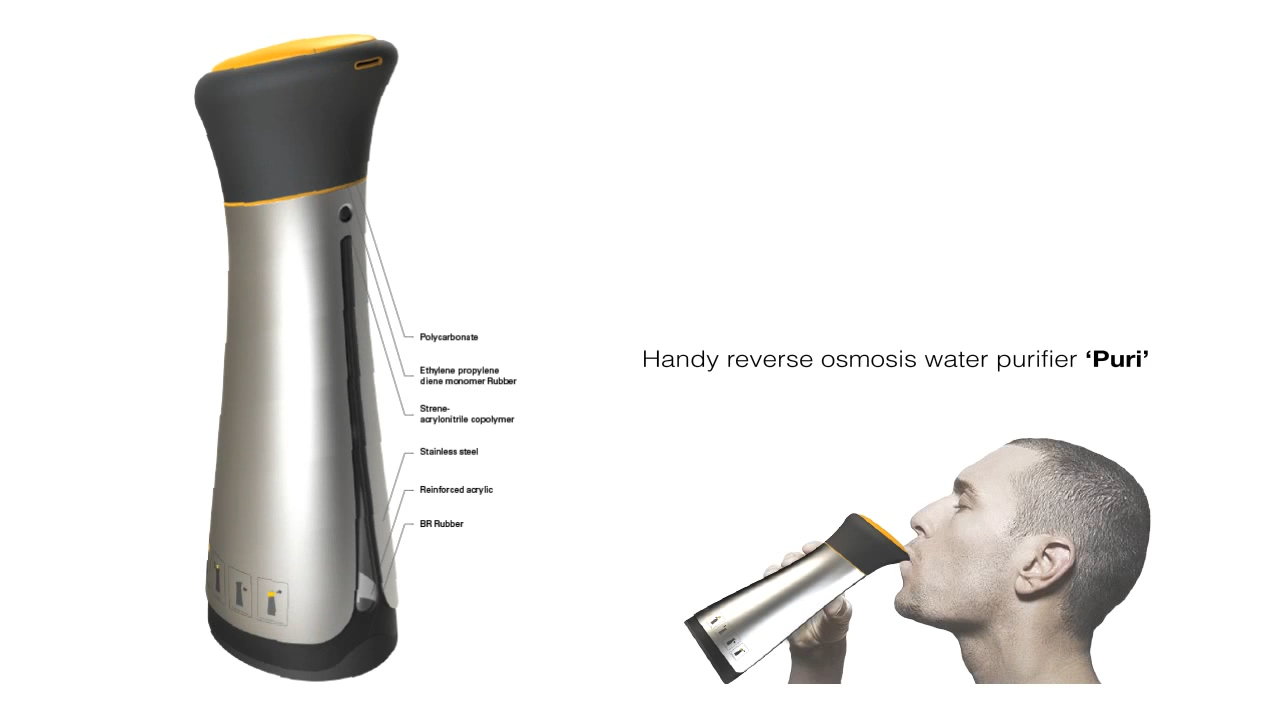 Polycarbonate
Ethylene propylene
diene monomer Rubber
Strene-
acrylonitrile copolymer
Stainless steel
Reinforced acrylic
BR Rubber
Handy reverse osmosis water purifier ‘Puri’